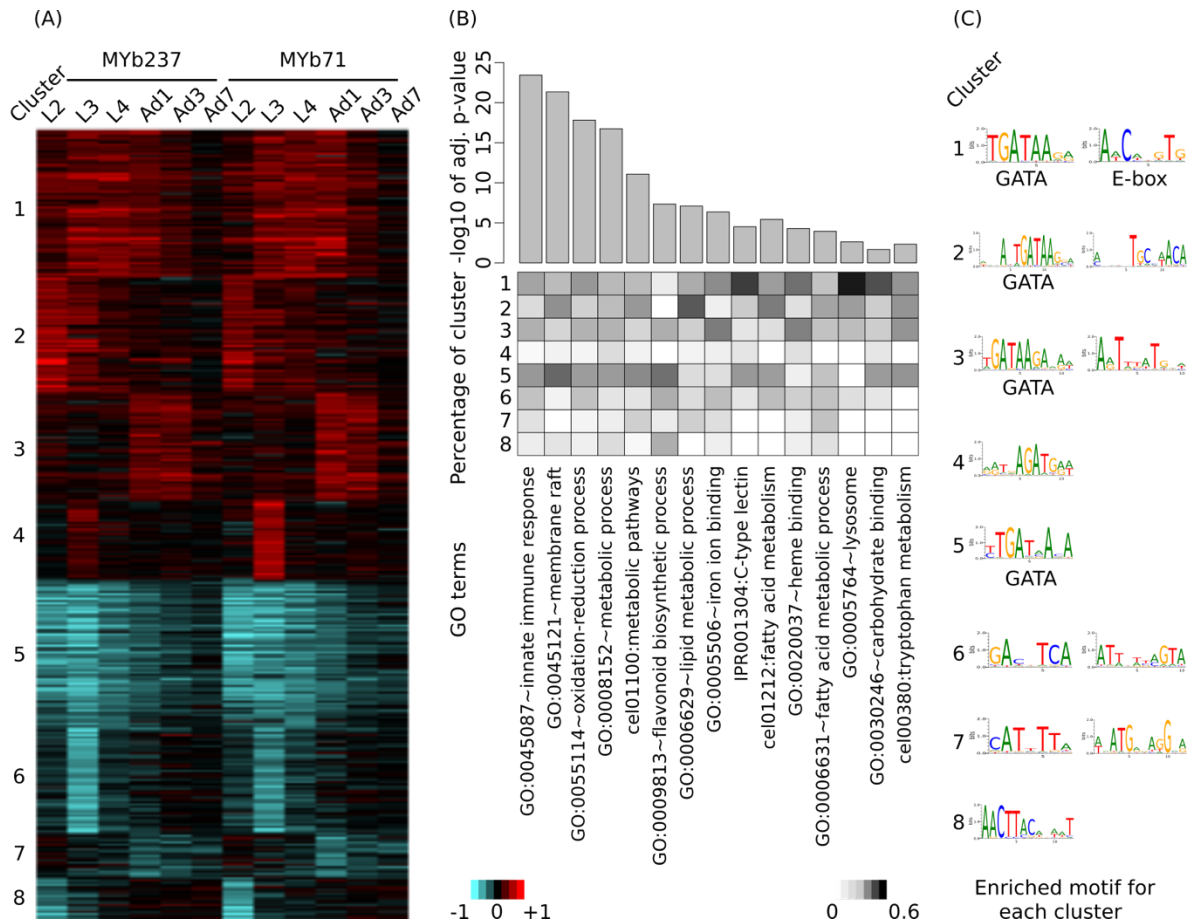 (A)
MYb237 MYb71
Cluster L2 L3 L4 Ad1 Ad3 Ad7 L2 L3 L4 Ad1 Ad3 Ad7
1
2
3
4
5
6
7
8
-1 0 +1
(B)
-log10 of adj. p-value
25
20
15
10
5
0
Percentage of cluster
1
2
3
4
5
6
7
8
GO terms
GO:0045087~innate immune response
GO:0045121~membrane raft
GO:0055114~oxidation-reduction process
GO:0008152~metabolic process
cel01100:metabolic pathways
GO:0009813~flavonoid biosynthetic process
GO:0006629~lipid metabolic process
GO:0005506~iron ion binding
IPR001304:C-type lectin
cel01212:fatty acid metabolism
GO:0020037~heme binding
GO:0006631~fatty acid metabolic process
GO:0005764~lysosome
GO:0030246~carbohydrate binding
cel00380:tryptophan metabolism
0 0.6
(C)
Cluster
1
GATA E-box
2
GATA
3
GATA
4
5
GATA
6
7
8
Enriched motif for
each cluster